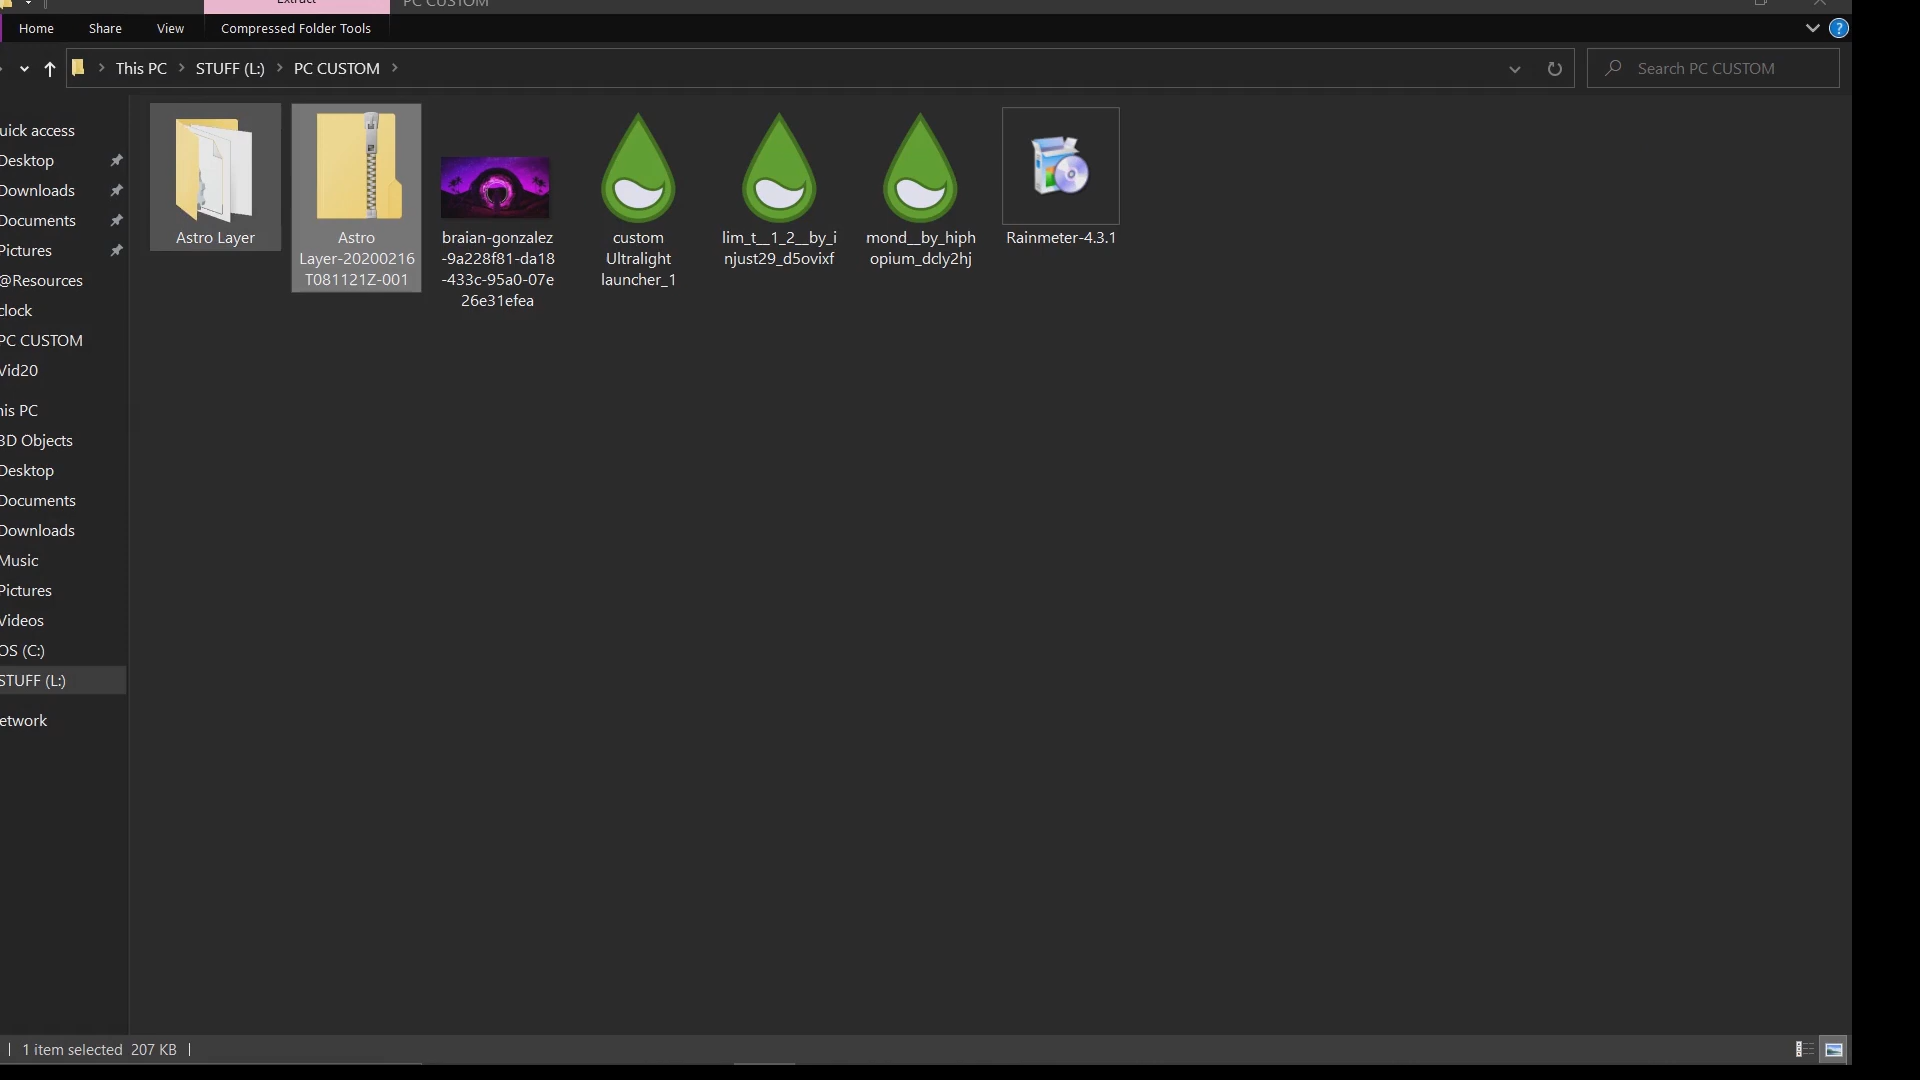 Extract
PC CUSTOM
Home
Share
View
Compressed Folder Tools
?
This PC
STUFF (L:)
PC CUSTOM
Search PC CUSTOM
uick access
Desktop
Downloads
Documents
Pictures
@Resources
clock
PC CUSTOM
Vid20
his PC
3D Objects
Desktop
Documents
Downloads
Music
Pictures
Videos
OS (C:)
STUFF (L:)
etwork
Astro Layer
Astro
Layer-20200216
T081121Z-001
braian-gonzalez
-9a228f81-da18
-433c-95a0-07e
26e31efea
custom
Ultralight
launcher_1
lim_t__1_2__by_i
njust29_d5ovixf
mond__by_hiph
opium_dcly2hj
Rainmeter-4.3.1
1 item selected 207 KB